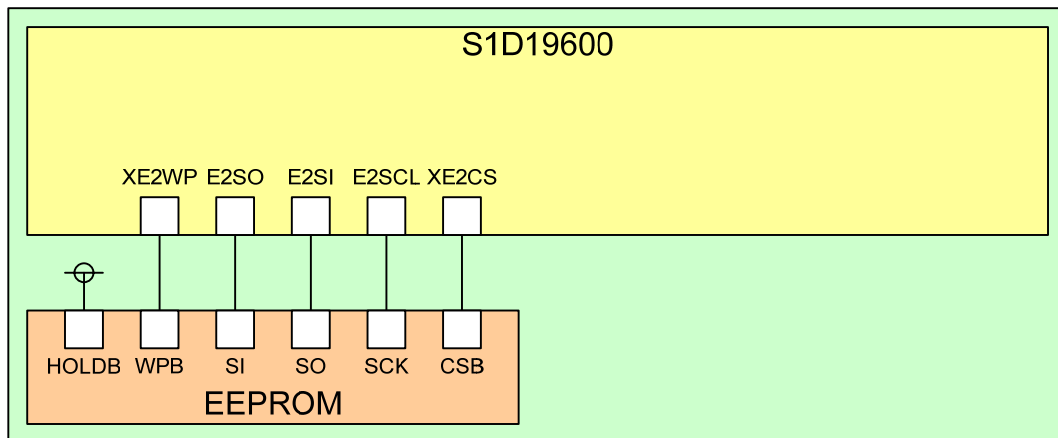 S1D19600
XE2WP E2SO E2SI E2SCL XE2CS
HOLDB WPB SI SO SCK CSB
EEPROM